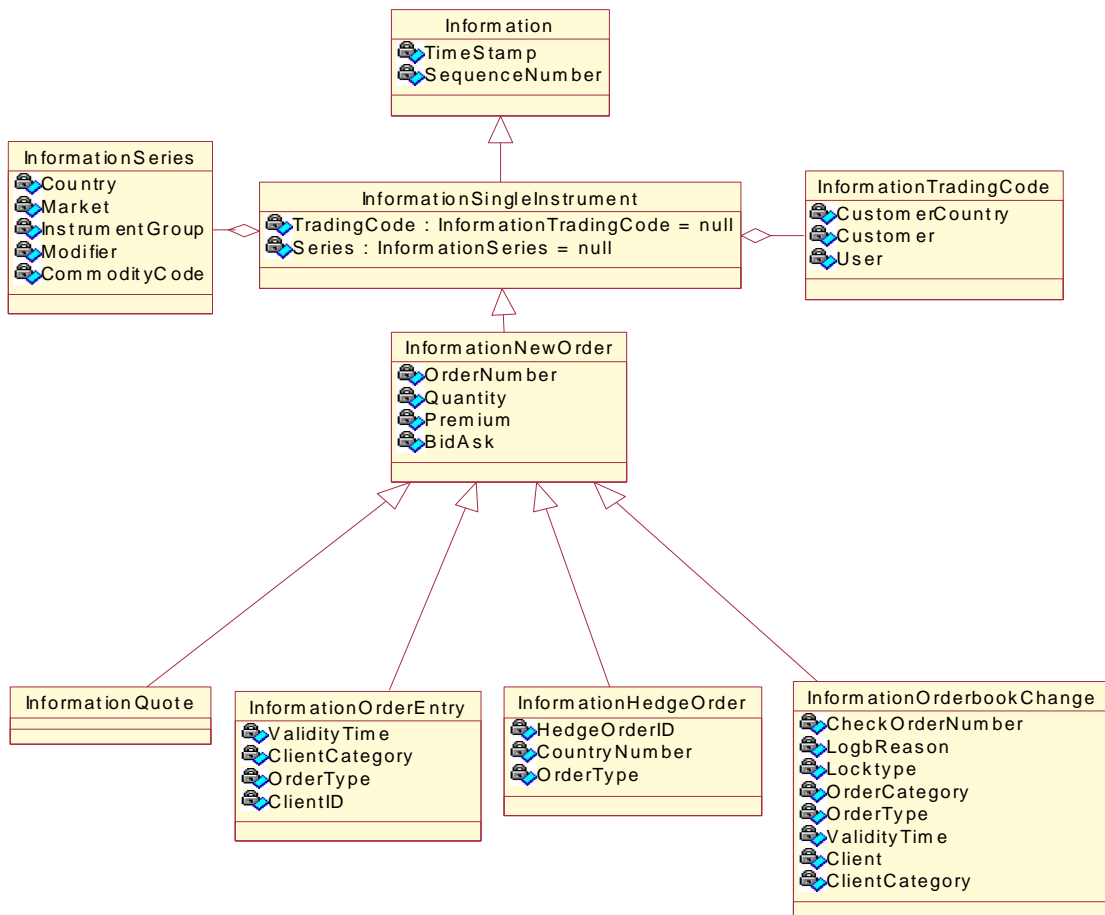 Information
TimeStamp
SequenceNumber
InformationSeries
Country
Market
InstrumentGroup
Modifier
CommodityCode
InformationSingleInstrument
TradingCode : InformationTradingCode = null
Series : InformationSeries = null
InformationTradingCode
CustomerCountry
Customer
User
InformationNewOrder
OrderNumber
Quantity
Premium
BidAsk
InformationQuote
InformationOrderEntry
ValidityTime
ClientCategory
OrderType
ClientID
InformationHedgeOrder
HedgeOrderID
CountryNumber
OrderType
InformationOrderbookChange
CheckOrderNumber
LogbReason
Locktype
OrderCategory
OrderType
ValidityTime
Client
ClientCategory